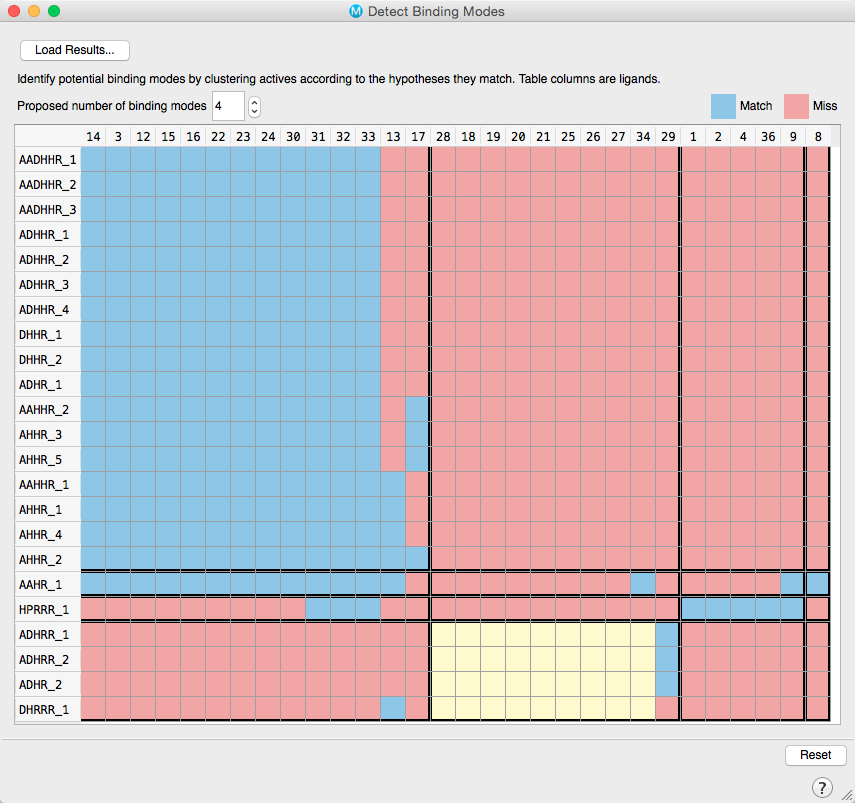 M Detect Binding Modes
Load Results...
Identify potential binding modes by clustering actives according to the hypotheses they match. Table columns are ligands.
Proposed number of binding modes 4 Match Miss
14 3 12 15 16 22 23 24 30 31 32 33 13 17 28 18 19 20 21 25 26 27 34 29 1 2 4 36 9 8
AADHHR_1
AADHHR_2
AADHHR_3
ADHHR_1
ADHHR_2
ADHHR_3
ADHHR_4
DHHR_1
DHHR_2
ADHR_1
AAHHR_2
AHHR_3
AHHR_5
AAHHR_1
AHHR_1
AHHR_4
AHHR_2
AAHR_1
HPRRR_1
ADHRR_1
ADHRR_2
ADHR_2
DHRRR_1
Reset
?